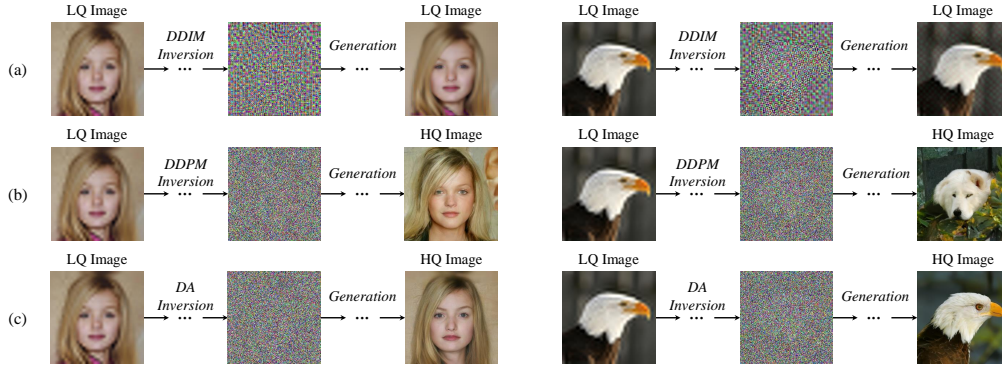 LQ Image LQ Image LQ Image LQ Image
(a) DDIM Inversion ... Generation ... DDIM Inversion ... Generation ...
LQ Image HQ Image LQ Image HQ Image
(b) DDPM Inversion ... Generation ... DDPM Inversion ... Generation ...
LQ Image HQ Image LQ Image HQ Image
(c) DA Inversion ... Generation ... DA Inversion ... Generation ...